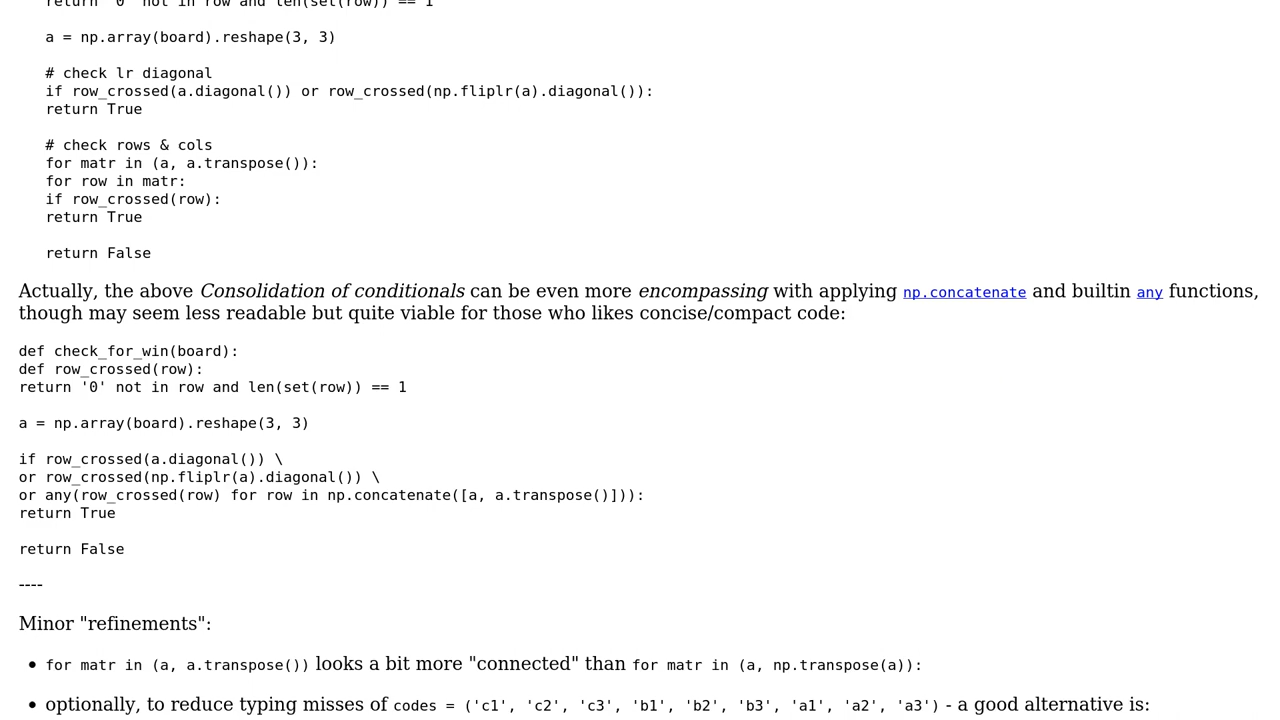 return '0' not in row and len(set(row)) == 1
a = np.array(board).reshape(3, 3)
# check lr diagonal
if row_crossed(a.diagonal()) or row_crossed(np.fliplr(a).diagonal()):
return True
# check rows & cols
for matr in (a, a.transpose()):
for row in matr:
if row_crossed(row):
return True
return False
Actually, the above Consolidation of conditionals can be even more encompassing with applying np.concatenate and builtin any functions,
though may seem less readable but quite viable for those who likes concise/compact code:
def check_for_win(board):
def row_crossed(row):
return '0' not in row and len(set(row)) == 1
a = np.array(board).reshape(3, 3)
if row_crossed(a.diagonal()) \
or row_crossed(np.fliplr(a).diagonal()) \
or any(row_crossed(row) for row in np.concatenate([a, a.transpose()])):
return True
return False
----
Minor "refinements":
• for matr in (a, a.transpose()) looks a bit more "connected" than for matr in (a, np.transpose(a)):
• optionally, to reduce typing misses of codes = ('c1', 'c2', 'c3', 'b1', 'b2', 'b3', 'a1', 'a2', 'a3') - a good alternative is: